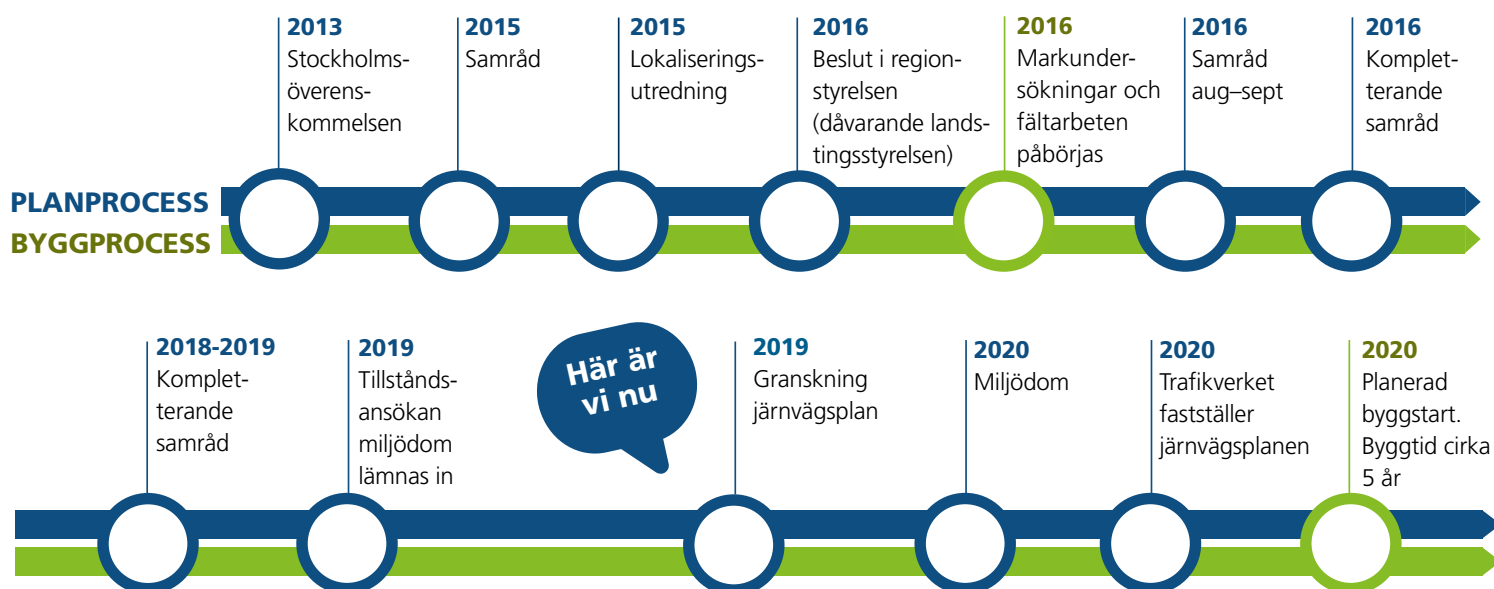 2013
Stockholms-
överens-
kommelsen
2015
Samråd
2015
Lokaliserings-
utredning
2016
Beslut i region-
styrelsen
(dåvarande lands-
tingsstyrelsen)
2016
Markunder-
sökningar och
fältarbeten
påbörjas
2016
Samråd
aug–sept
2016
Komplet-
terande
samråd
PLANPROCESS
BYGGPROCESS
2018-2019
Komplet-
terande
samråd
2019
Tillstånds-
ansökan
miljödom
lämnas in
Här är
vi nu
2019
Granskning
järnvägsplan
2020
Miljödom
2020
Trafikverket
fastställer
järnvägsplanen
2020
Planerad
byggstart.
Byggtid cirka
5 år